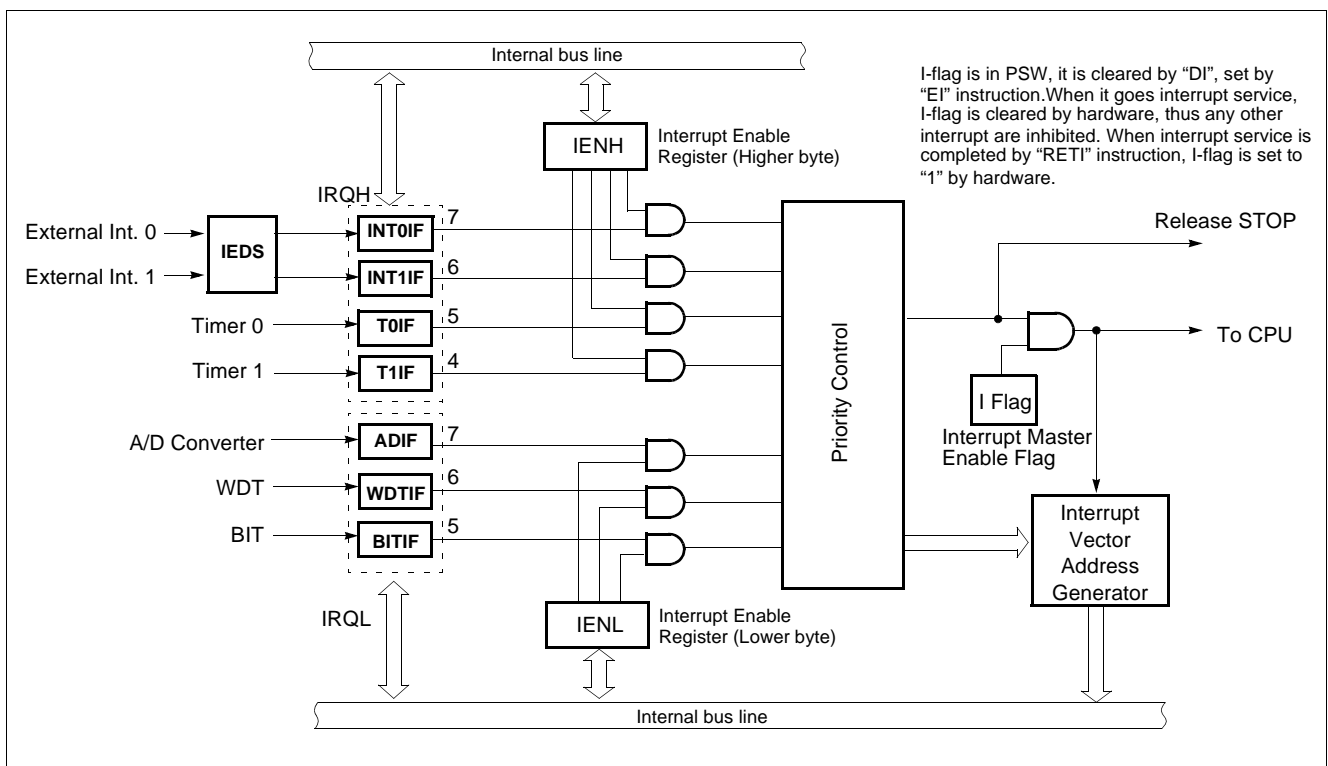 Internal bus line
I-flag is in PSW, it is cleared by “DI”, set by
“EI” instruction.When it goes interrupt service,
I-flag is cleared by hardware, thus any other
interrupt are inhibited. When interrupt service is
completed by “RETI” instruction, I-flag is set to
“1” by hardware.
IENH
Interrupt Enable
Register (Higher byte)
IRQH
External Int. 0
External Int. 1
IEDS
INT0IF
7
INT1IF
6
Timer 0
T0IF
5
Timer 1
T1IF
4
A/D Converter
ADIF
7
WDT
WDTIF
6
BIT
BITIF
5
IRQL
IENL
Interrupt Enable
Register (Lower byte)
Priority Control
Release STOP
To CPU
I Flag
Interrupt Master
Enable Flag
Interrupt
Vector
Address
Generator
Internal bus line